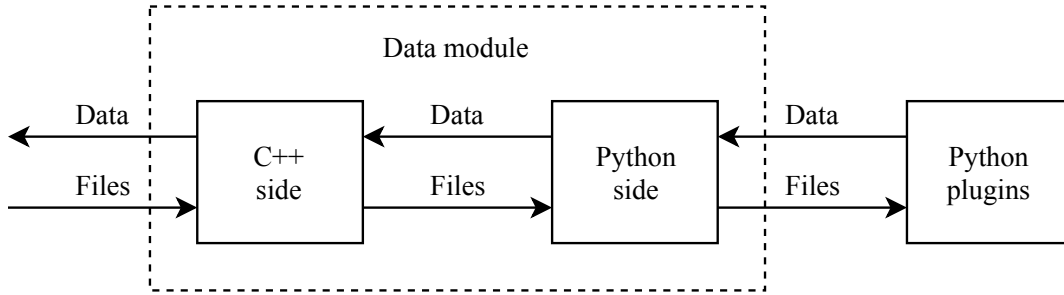 Data module
Data
Data
Data
C++
side
Python
side
Python
plugins
Files
Files
Files